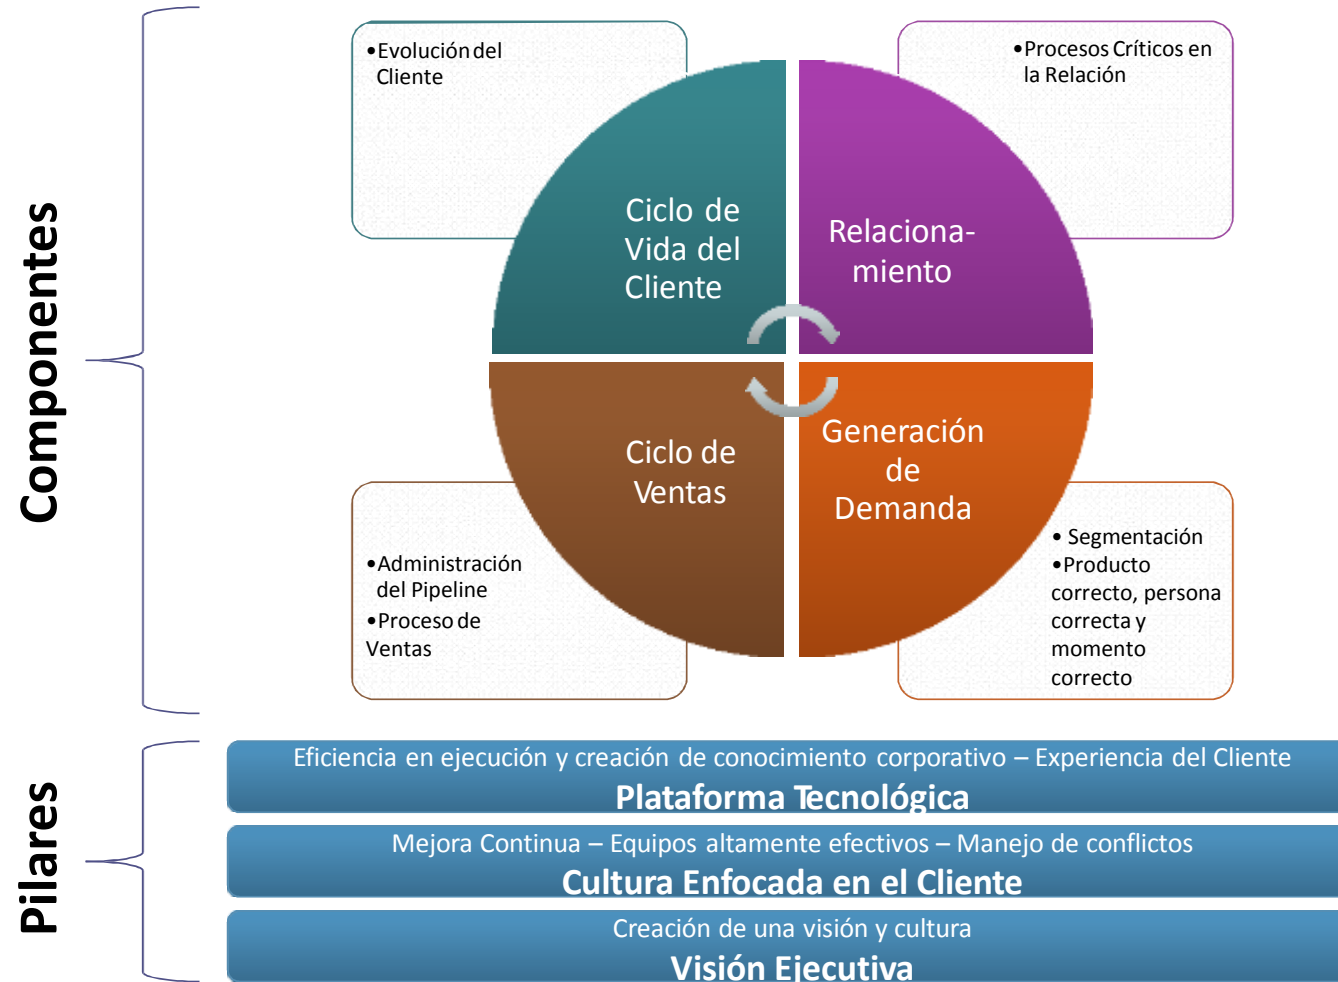 Componentes
•Evolución del
Cliente
•Procesos Críticos en
la Relación
Ciclo de
Vida del
Cliente
Relaciona-
miento
Ciclo de
Ventas
Generación
de
Demanda
•Administración
del Pipeline
•Proceso de
Ventas
• Segmentación
•Producto
correcto, persona
correcta y
momento
correcto
Pilares
Eficiencia en ejecución y creación de conocimiento corporativo – Experiencia del Cliente
Plataforma Tecnológica
Mejora Continua – Equipos altamente efectivos – Manejo de conflictos
Cultura Enfocada en el Cliente
Creación de una visión y cultura
Visión Ejecutiva